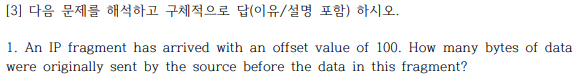 [3] 다음 문제를 해석하고 구체적으로 답(이유/설명 포함) 하시오.
1. An IP fragment has arrived with an offset value of 100. How many bytes of data
were originally sent by the source before the data in this fragment?